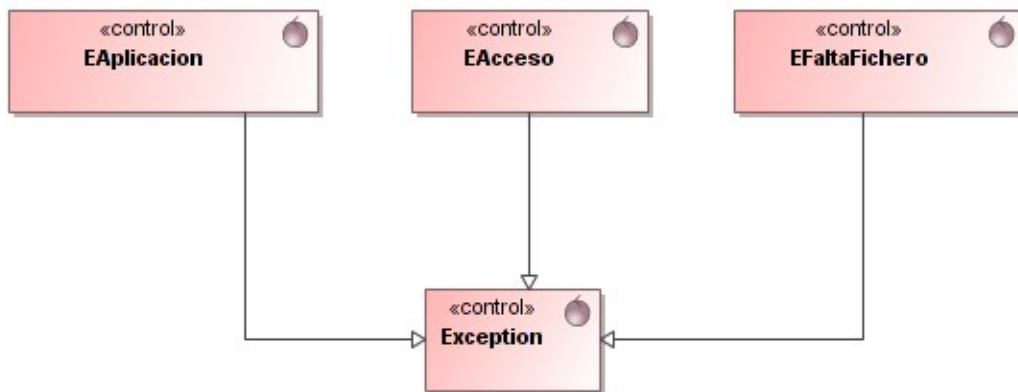 «control»
EAplicacion
«control»
EAcceso
«control»
EFaltaFichero
«control»
Exception